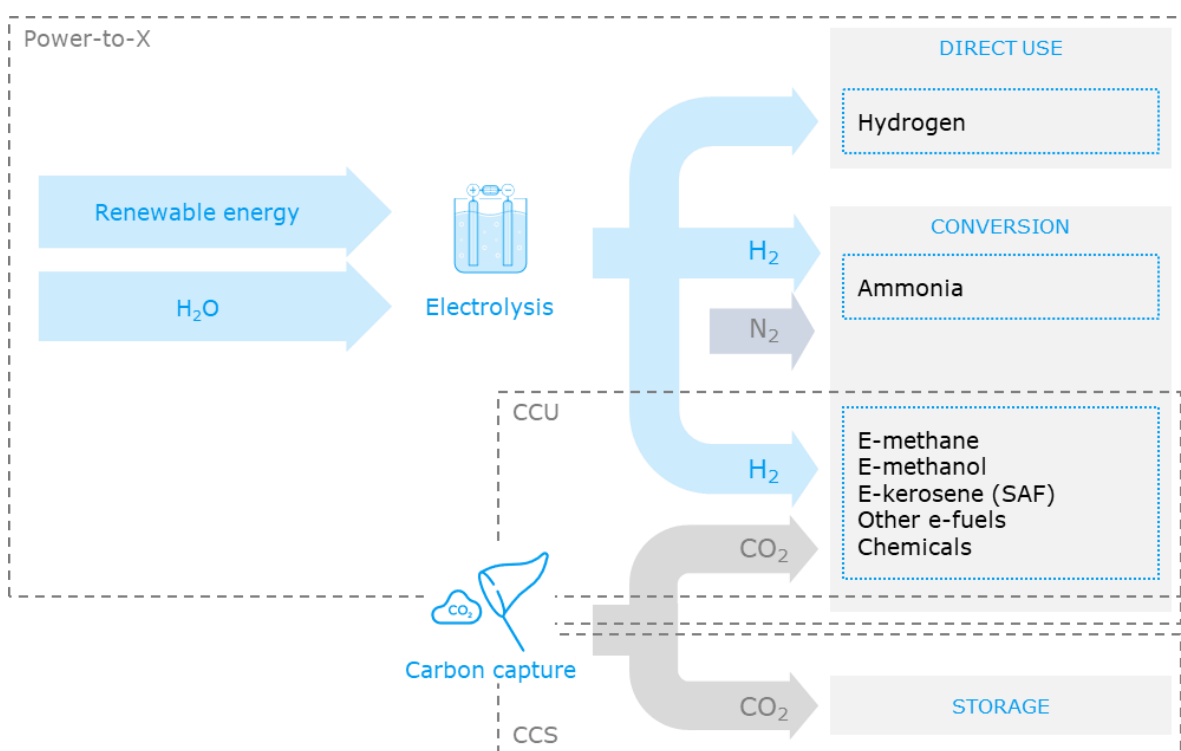 Power-to-X
DIRECT USE
Hydrogen
Renewable energy
H₂O
+
−
Electrolysis
H₂
N₂
CONVERSION
Ammonia
CCU
H₂
CO₂
E-methane
E-methanol
E-kerosene (SAF)
Other e-fuels
Chemicals
CO₂
Carbon capture
CO₂
STORAGE
CCS